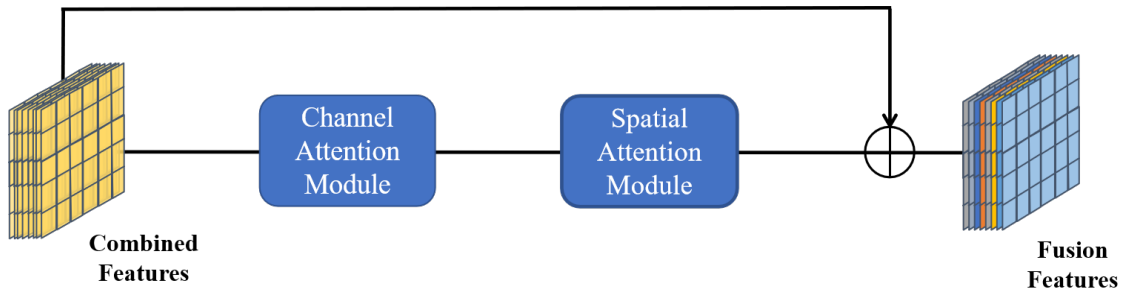 Channel
Attention
Module
Spatial
Attention
Module
Combined
Features
Fusion
Features